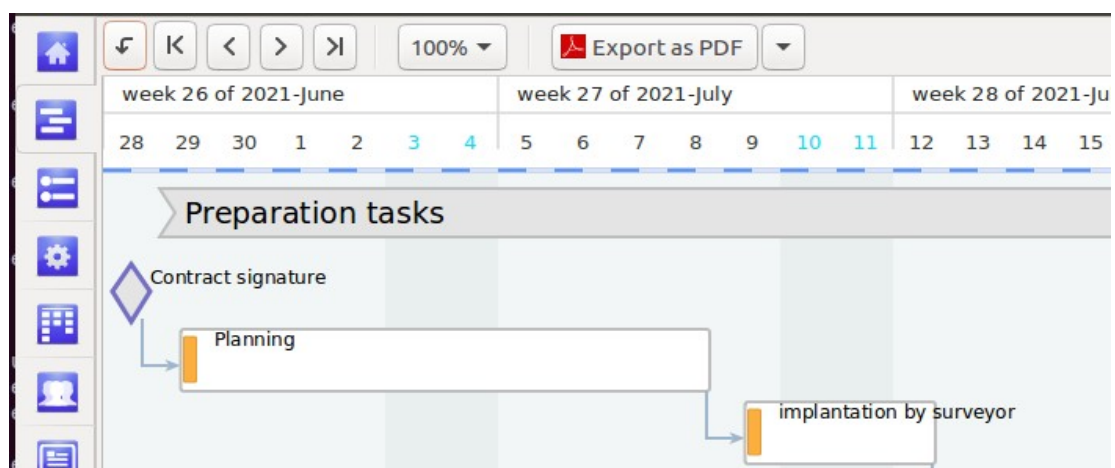 100% Export as PDF
week 26 of 2021-June week 27 of 2021-July week 28 of 2021-Ju
28 29 30 1 2 3 4 5 6 7 8 9 10 11 12 13 14 15
Preparation tasks
Contract signature
Planning
implantation by surveyor